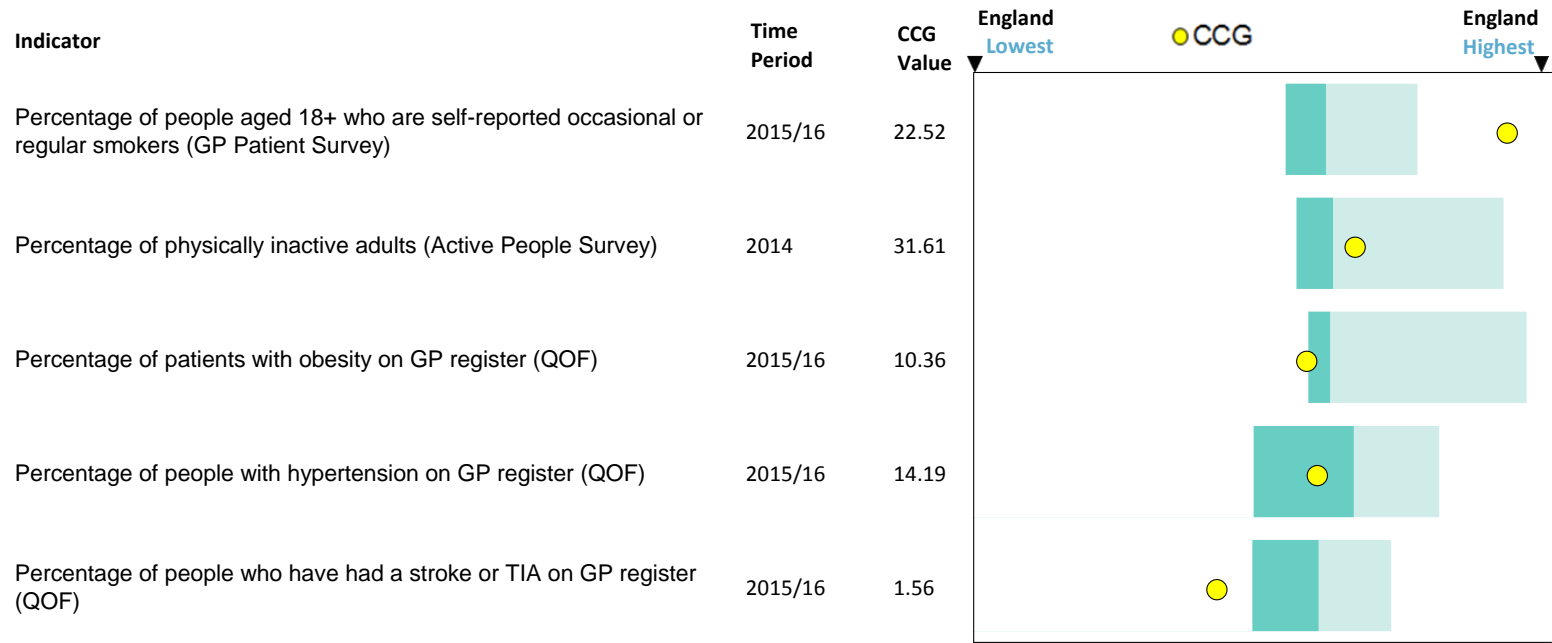 Indicator
Time
Period
CCG
Value
England
Lowest
CCG
England
Highest
Percentage of people aged 18+ who are self-reported occasional or
regular smokers (GP Patient Survey)
2015/16
22.52
Percentage of physically inactive adults (Active People Survey)
2014
31.61
Percentage of patients with obesity on GP register (QOF)
2015/16
10.36
Percentage of people with hypertension on GP register (QOF)
2015/16
14.19
Percentage of people who have had a stroke or TIA on GP register
(QOF)
2015/16
1.56